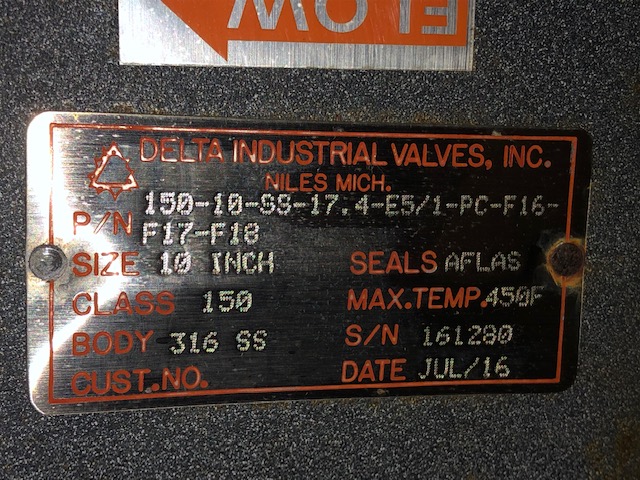 FLOW
DELTA INDUSTRIAL VALVES, INC.
NILES MICH.
P/N 150-10-SS-17.4-E5/1-PC-F16-
F17-F18
SIZE 10 INCH SEALS AFLAS
CLASS 150 MAX.TEMP. 450F
BODY 316 SS S/N 161280
CUST.NO. DATE JUL/16